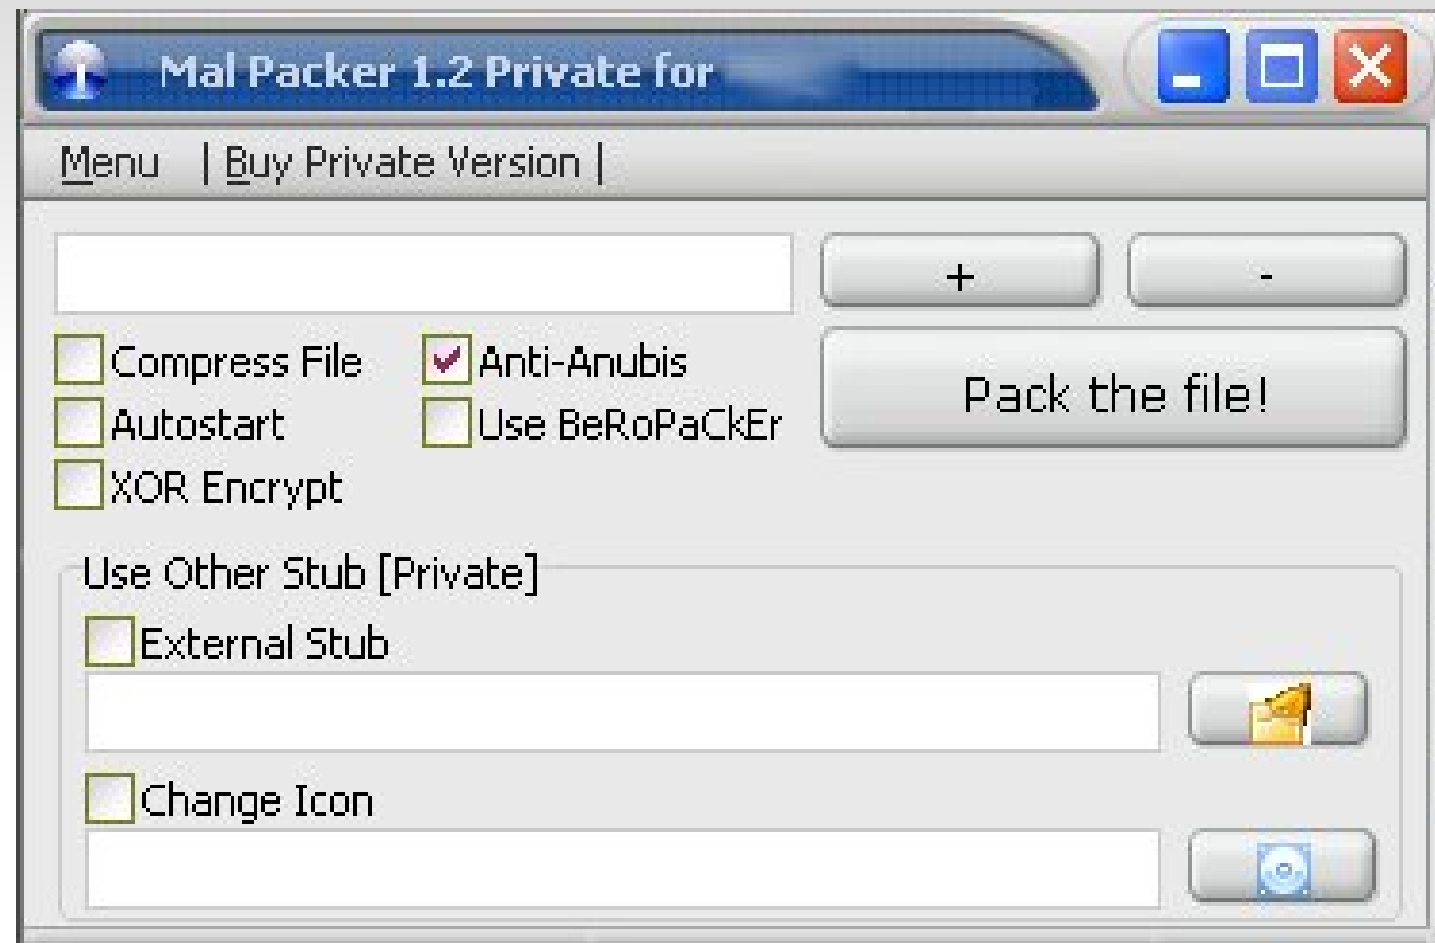 Mal Packer 1.2 Private for
Menu | Buy Private Version |
+ -
Compress File Anti-Anubis
Pack the file!
Autostart Use BeRoPaCkEr
XOR Encrypt
Use Other Stub [Private]
External Stub
Change Icon